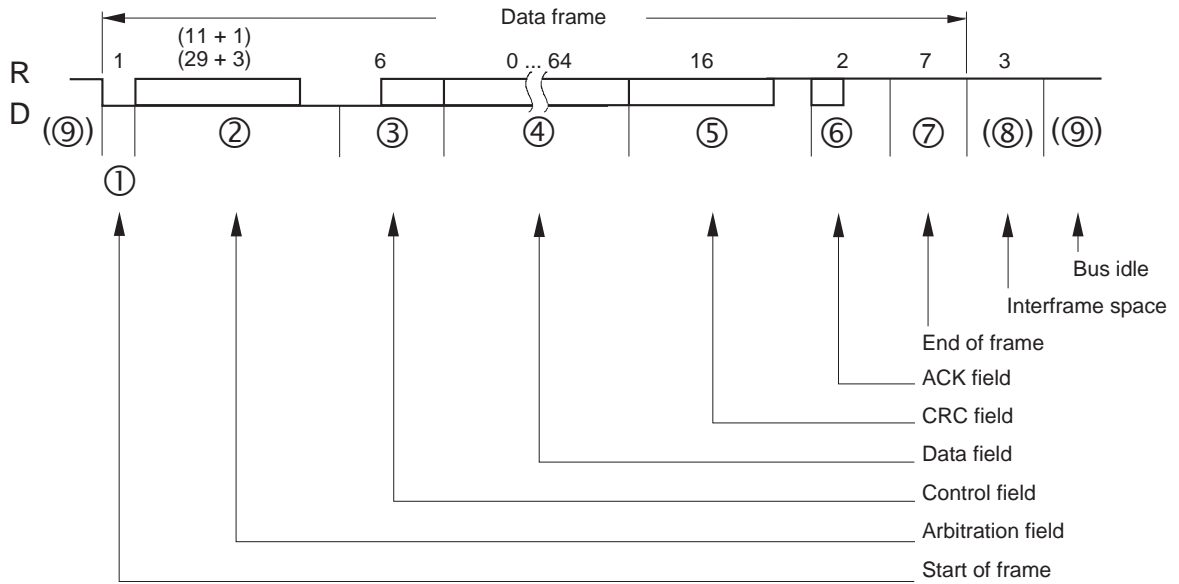 Data frame
(11 + 1)
(29 + 3)
1 6 0 ... 64 16 2 7 3
R
D
(⑨) ② ③ ④ ⑤ ⑥ ⑦ (⑧) (⑨)
①
Bus idle
Interframe space
End of frame
ACK field
CRC field
Data field
Control field
Arbitration field
Start of frame